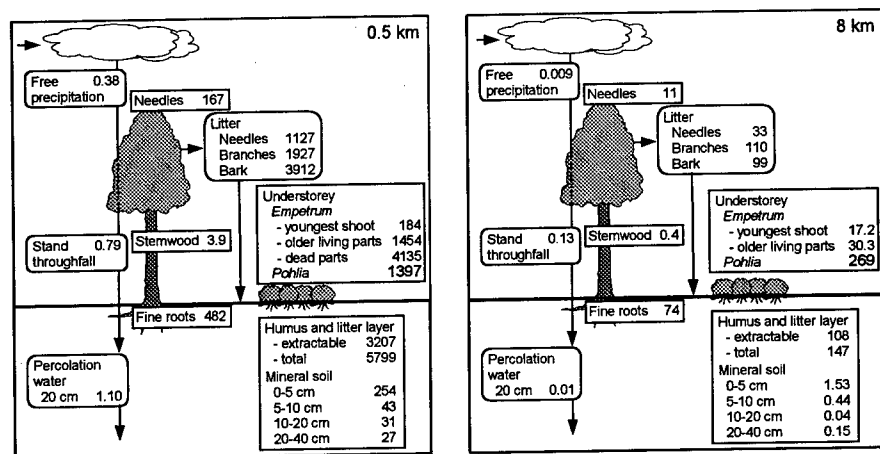 0.5 km
Free 0.38
precipitation
Needles 167
Litter
Needles 1127
Branches 1927
Bark 3912
Understorey
Empetrum
- youngest shoot 184
- older living parts 1454
- dead parts 4135
Pohlia 1397
Stand 0.79
throughfall
Stemwood 3.9
Fine roots 482
Humus and litter layer
- extractable 3207
- total 5799
Mineral soil
0-5 cm 254
5-10 cm 43
10-20 cm 31
20-40 cm 27
Percolation
water
20 cm 1.10
8 km
Free 0.009
precipitation
Needles 11
Litter
Needles 33
Branches 110
Bark 99
Understorey
Empetrum
- youngest shoot 17.2
- older living parts 30.3
Pohlia 269
Stand 0.13
throughfall
Stemwood 0.4
Fine roots 74
Humus and litter layer
- extractable 108
- total 147
Mineral soil
0-5 cm 1.53
5-10 cm 0.44
10-20 cm 0.04
20-40 cm 0.15
Percolation
water
20 cm 0.01